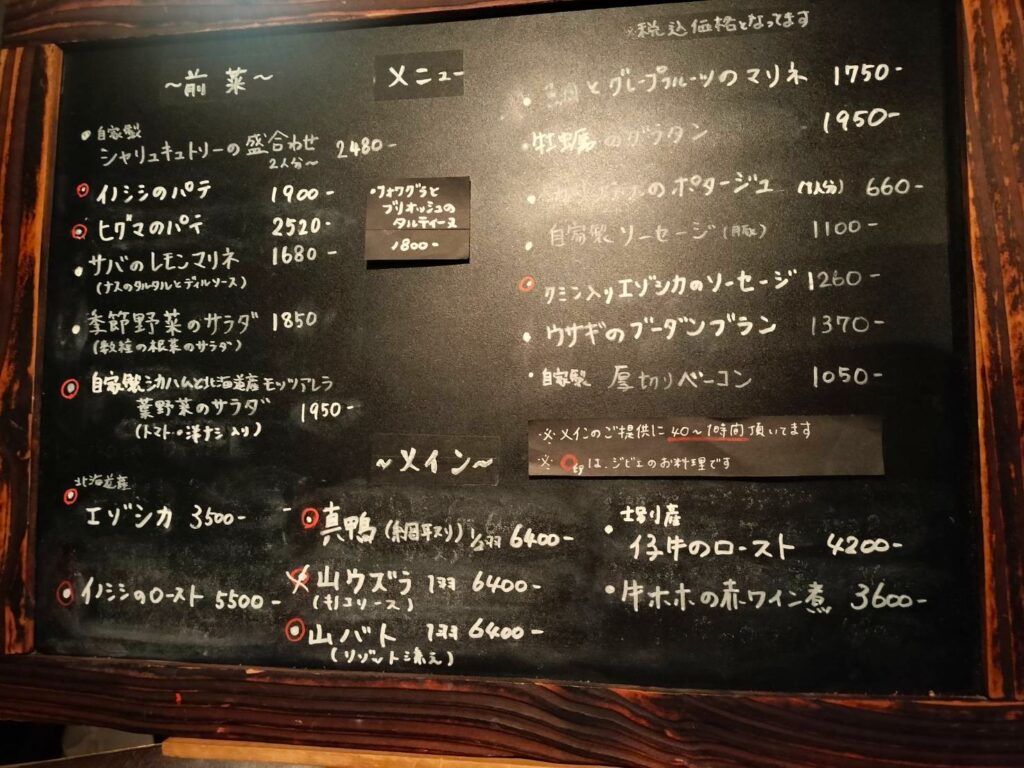 ※税込価格となってます
メニュー
～前菜～
・自家製
シャリュキュトリーの盛合わせ 2480-
2人分～
・イノシシのパテ 1900-
・ヒグマのパテ 2520-
・サバのレモンマリネ 1680-
(ナスのタルタルとディルソース)
・季節野菜のサラダ 1850
(数種の根菜のサラダ)
・自家製シカハムと北海道産モッツアレラ
葉野菜のサラダ 1950-
(トマト・洋ナシ入り)
・フォワグラと
ブリオッシュの
タルティーヌ
1800-
・とグレープフルーツのマリネ 1750-
・牡蠣のグラタン 1950-
のポタージュ (1人分) 660-
・自家製ソーセージ 1100-
・クミン入りエゾシカのソーセージ 1260
・ウサギのブーダンブラン 1370-
・自家製 厚切りベーコン 1050-
※メインのご提供に40～1時間頂いてます
※ 印は、ジビエのお料理です
～メイン～
北海道産
・エゾシカ 3500-
・イノシシのロースト 5500-
・真鴨 1/2羽 6400-
・山ウズラ 1羽 6400-
(キノコソース)
・山バト 1羽 6400-
(リゾット添え)
士別産
・仔牛のロースト 4200-
・牛ホホの赤ワイン煮 3600-